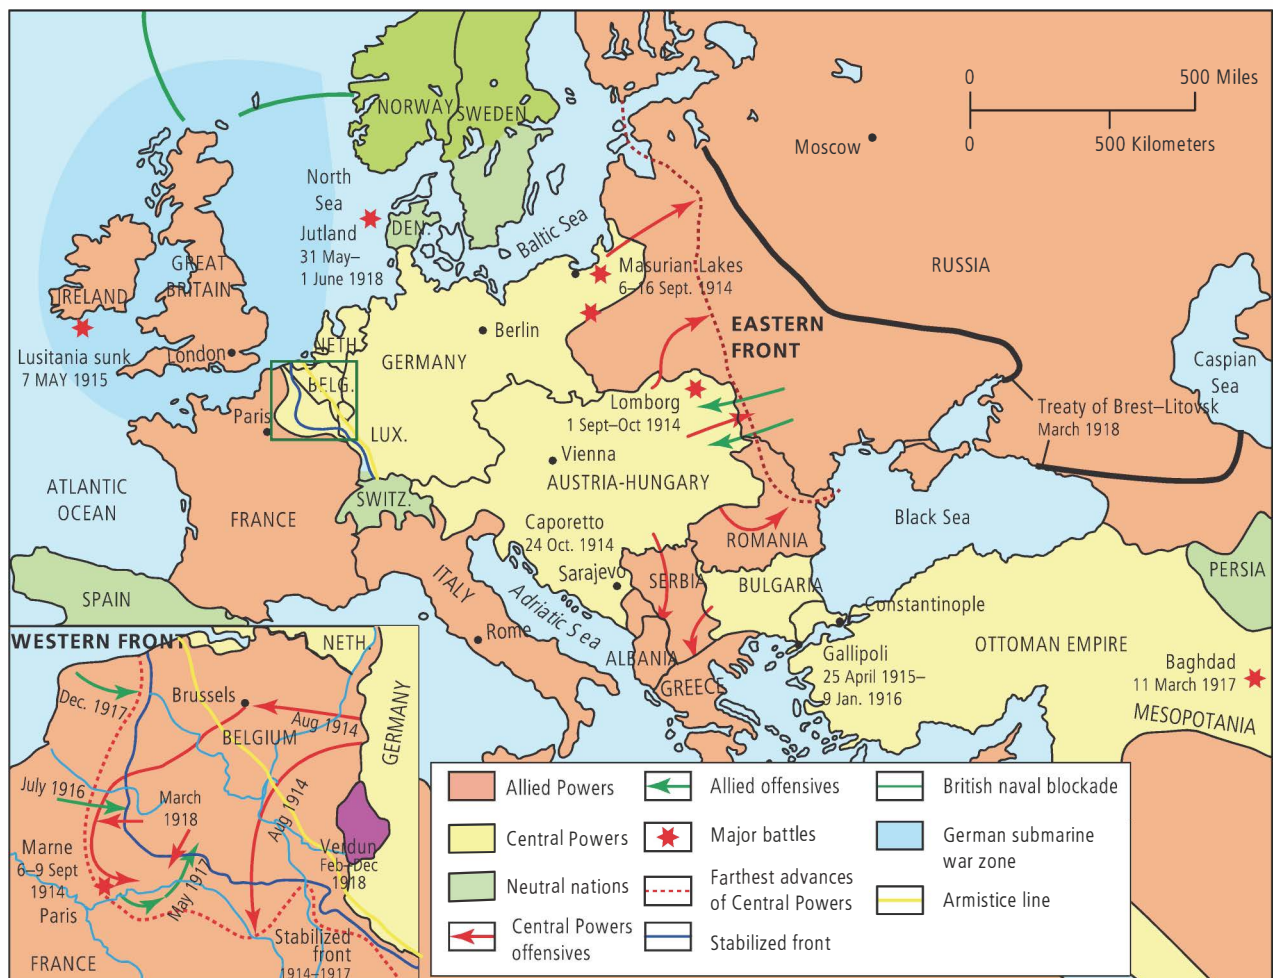 NORWAY
SWEDEN
0
500 Miles
0
500 Kilometers
Moscow
North
Sea
Jutland
31 May–
1 June 1918
DEN.
Baltic Sea
GREAT
BRITAIN
IRELAND
Masurian Lakes
6–16 Sept. 1914
RUSSIA
Lusitania sunk
7 MAY 1915
London
Berlin
NETH.
GERMANY
BELG.
EASTERN
FRONT
Caspian
Sea
Paris
LUX.
Lomborg
1 Sept–Oct 1914
Treaty of Brest–Litovsk
March 1918
Vienna
AUSTRIA-HUNGARY
ATLANTIC
OCEAN
SWITZ.
FRANCE
Caporetto
24 Oct. 1914
Black Sea
ROMANIA
ITALY
Sarajevo
SERBIA
BULGARIA
PERSIA
SPAIN
Adriatic Sea
Constantinople
Rome
ALBANIA
GREECE
Gallipoli
25 April 1915–
9 Jan. 1916
OTTOMAN EMPIRE
Baghdad
11 March 1917
MESOPOTANIA
WESTERN FRONT
NETH.
Dec. 1917
Brussels
Aug 1914
BELGIUM
GERMANY
July 1916
March
1918
Aug 1914
Marne
6–9 Sept
1914
Verdun
Feb–Dec
1918
May 1917
Paris
Stabilized
front
1914–1917
FRANCE
Allied Powers
Central Powers
Neutral nations
Central Powers
offensives
Allied offensives
Major battles
Farthest advances
of Central Powers
Stabilized front
British naval blockade
German submarine
war zone
Armistice line